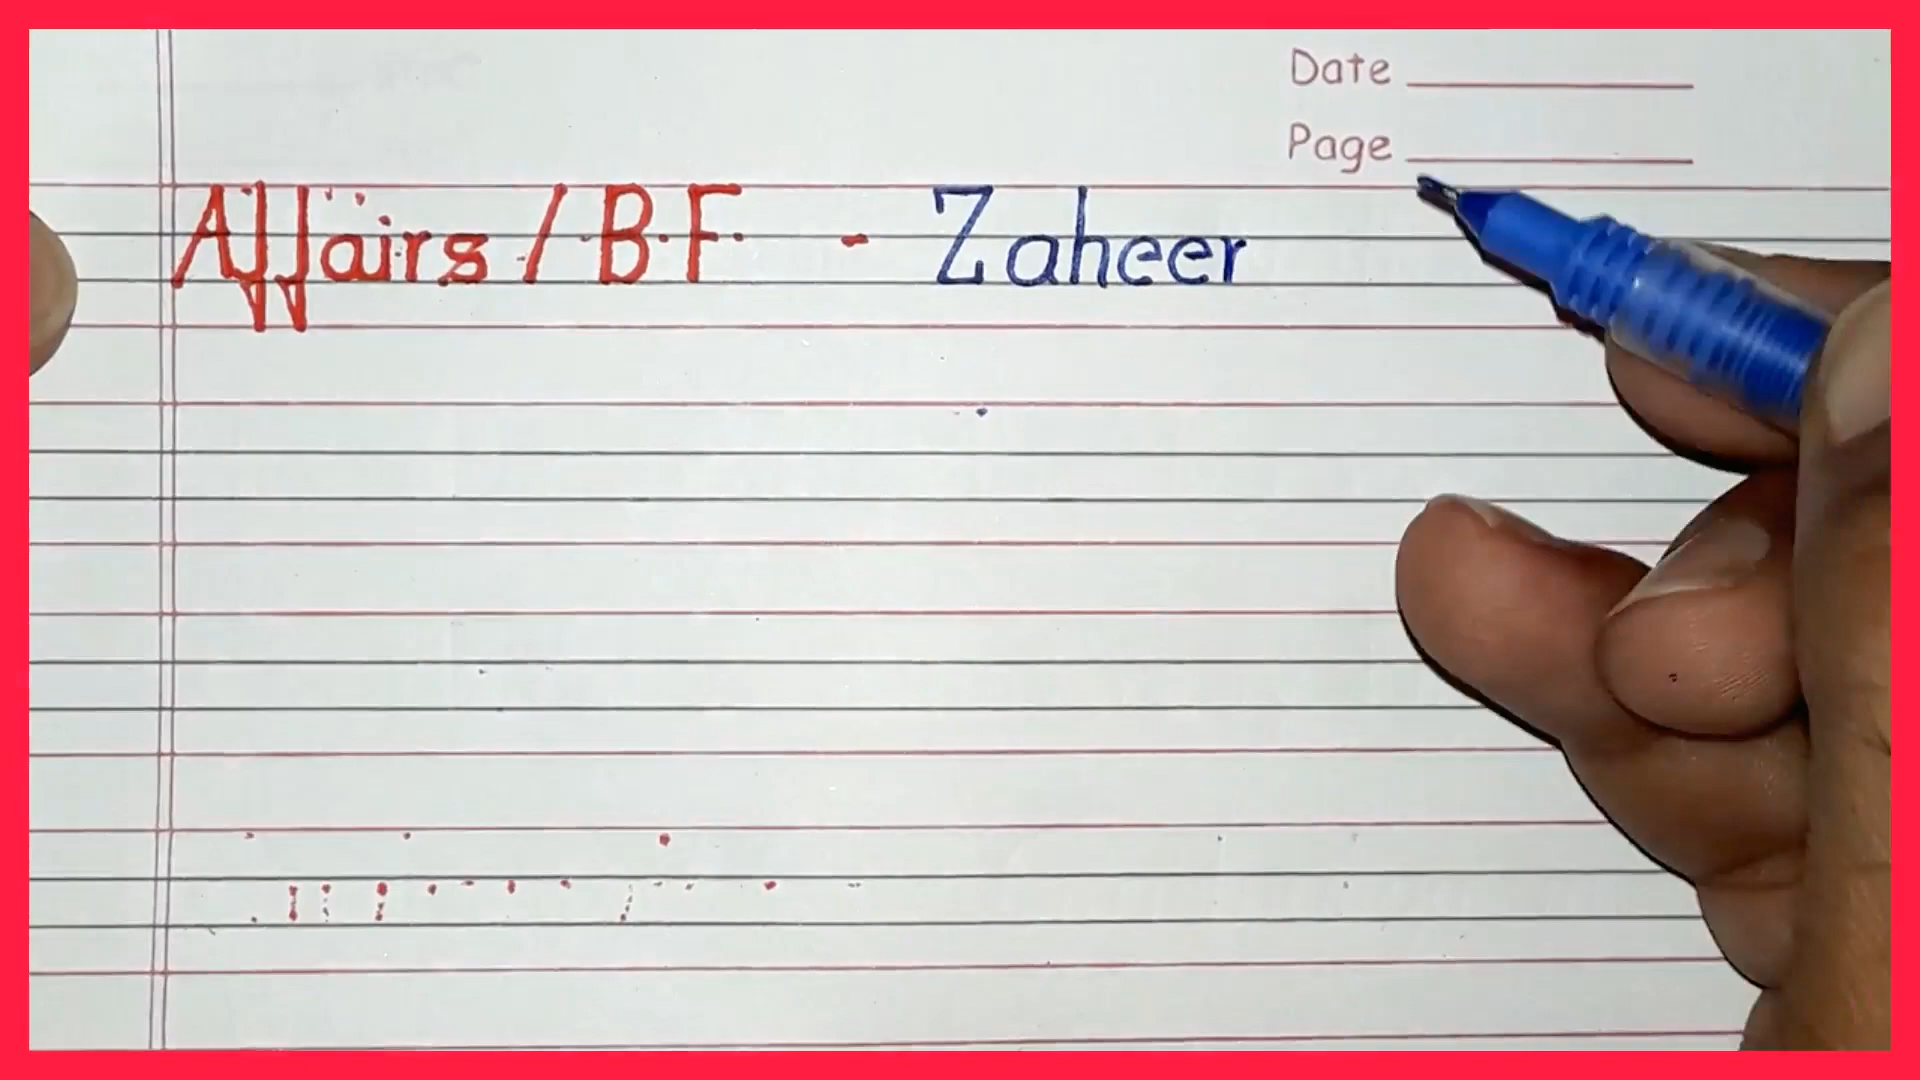 Date
Page
Affairs / B.F. - Zaheer